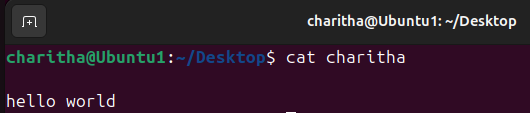 charitha@Ubuntu1: ~/Desktop
charitha@Ubuntu1:~/Desktop$ cat charitha
hello world